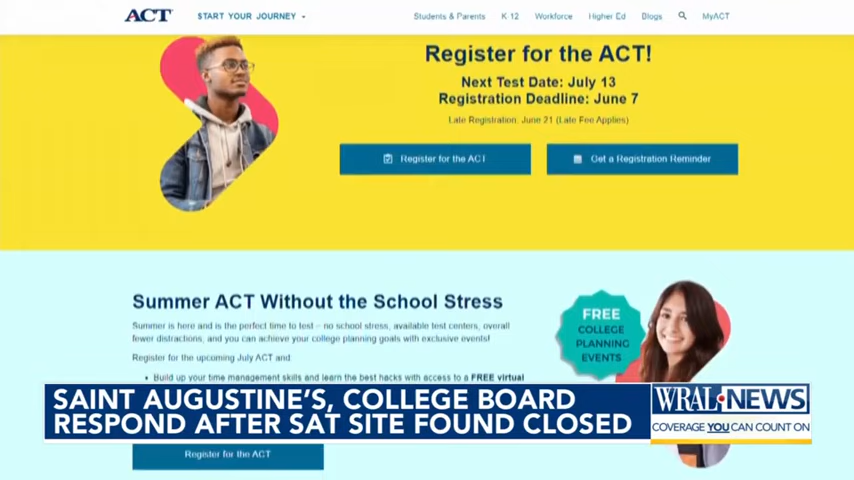 ACT START YOUR JOURNEY Students & Parents K-12 Workforce Higher Ed Blogs MyACT
Register for the ACT!
Next Test Date: July 13
Registration Deadline: June 7
Late Registration: June 21 (Late Fee Applies)
Register for the ACT Get a Registration Reminder
Summer ACT Without the School Stress
Summer is here and is the perfect time to test – no school stress, available test centers, overall
fewer distractions, and you can achieve your college planning goals with exclusive events!
Register for the upcoming July ACT and
• Build up your time management skills and learn the best hacks with access to a FREE virtual
FREE
COLLEGE
PLANNING
EVENTS
SAINT AUGUSTINE'S, COLLEGE BOARD
RESPOND AFTER SAT SITE FOUND CLOSED
WRAL NEWS
COVERAGE YOU CAN COUNT ON
Register for the ACT